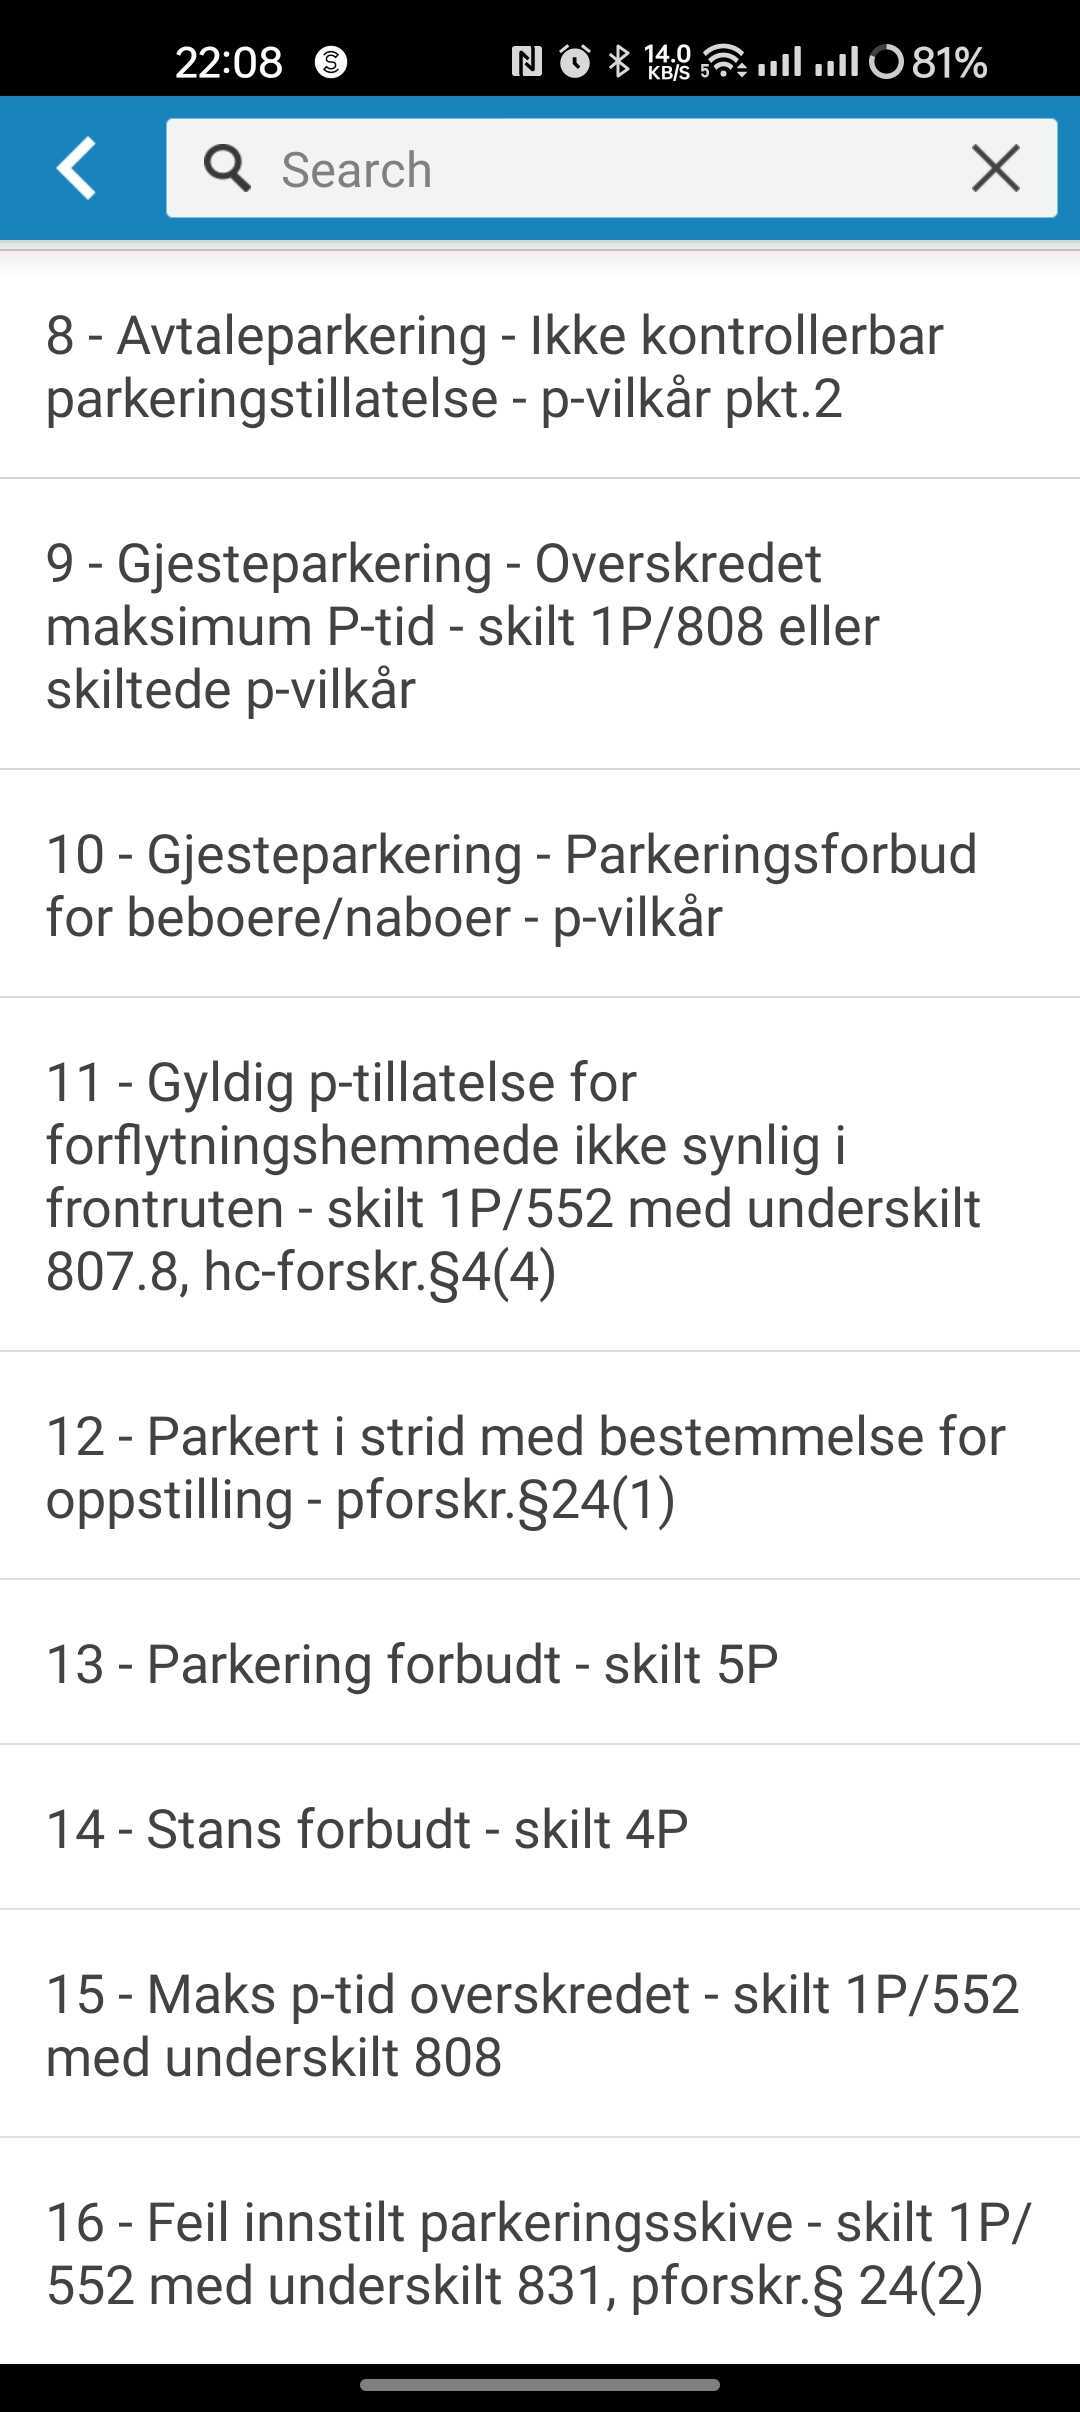 22:08 S 14.0 KB/S 5 81%
Search
8 - Avtaleparkering - Ikke kontrollerbar
parkeringstillatelse - p-vilkår pkt.2
9 - Gjesteparkering - Overskredet
maksimum P-tid - skilt 1P/808 eller
skiltede p-vilkår
10 - Gjesteparkering - Parkeringsforbud
for beboere/naboer - p-vilkår
11 - Gyldig p-tillatelse for
forflytningshemmede ikke synlig i
frontruten - skilt 1P/552 med underskilt
807.8, hc-forskr.§4(4)
12 - Parkert i strid med bestemmelse for
oppstilling - pforskr.§24(1)
13 - Parkering forbudt - skilt 5P
14 - Stans forbudt - skilt 4P
15 - Maks p-tid overskredet - skilt 1P/552
med underskilt 808
16 - Feil innstilt parkeringsskive - skilt 1P/
552 med underskilt 831, pforskr.§ 24(2)